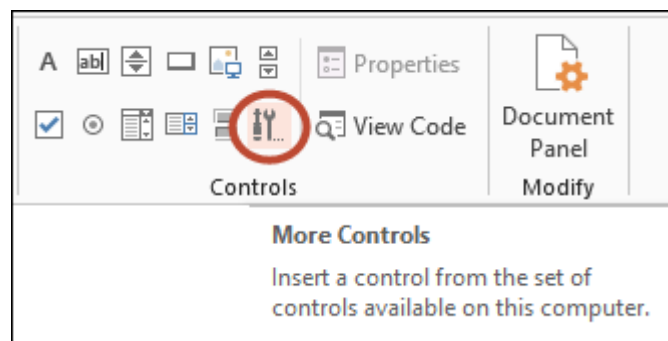 A abl Properties
View Code
Document
Panel
Controls
Modify
More Controls
Insert a control from the set of
controls available on this computer.